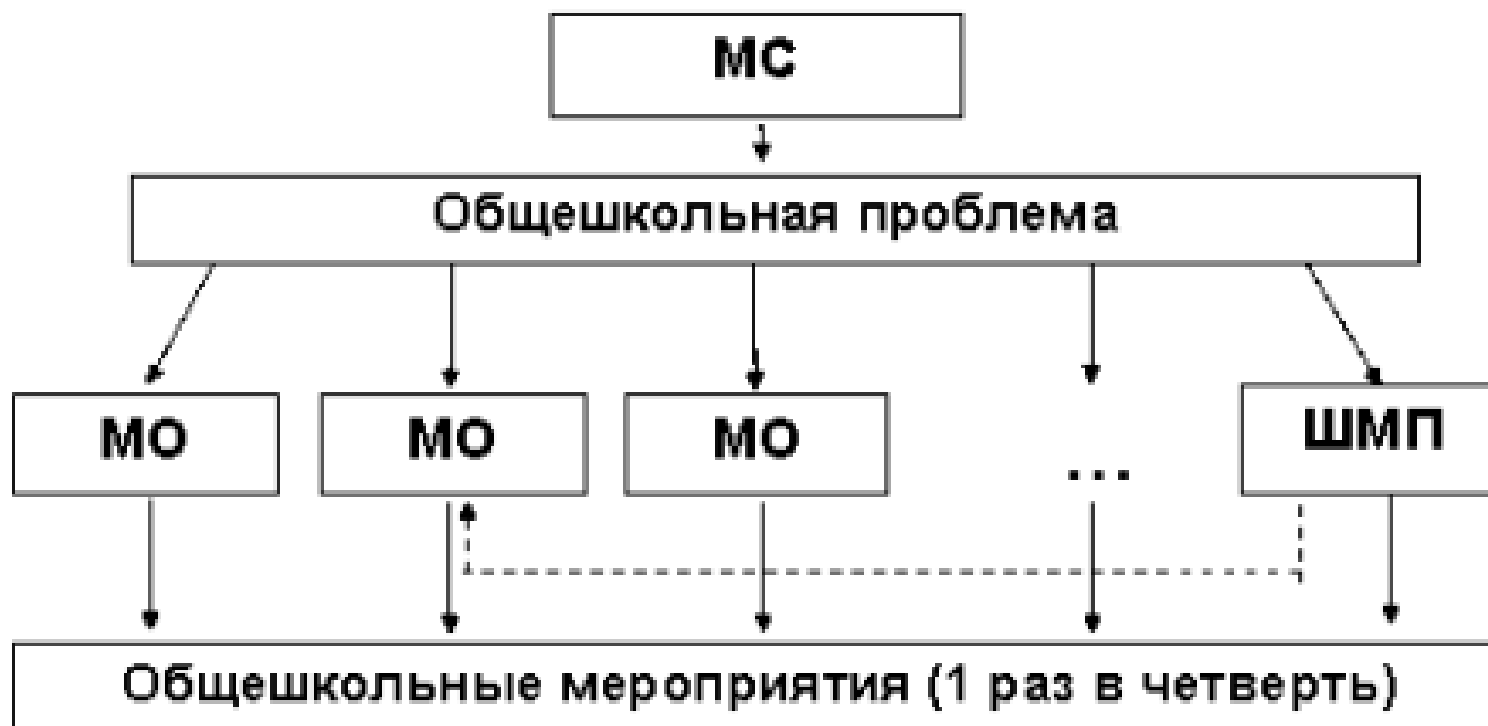 МС
Общешкольная проблема
МО
МО
МО
...
ШМП
Общешкольные мероприятия (1 раз в четверть)